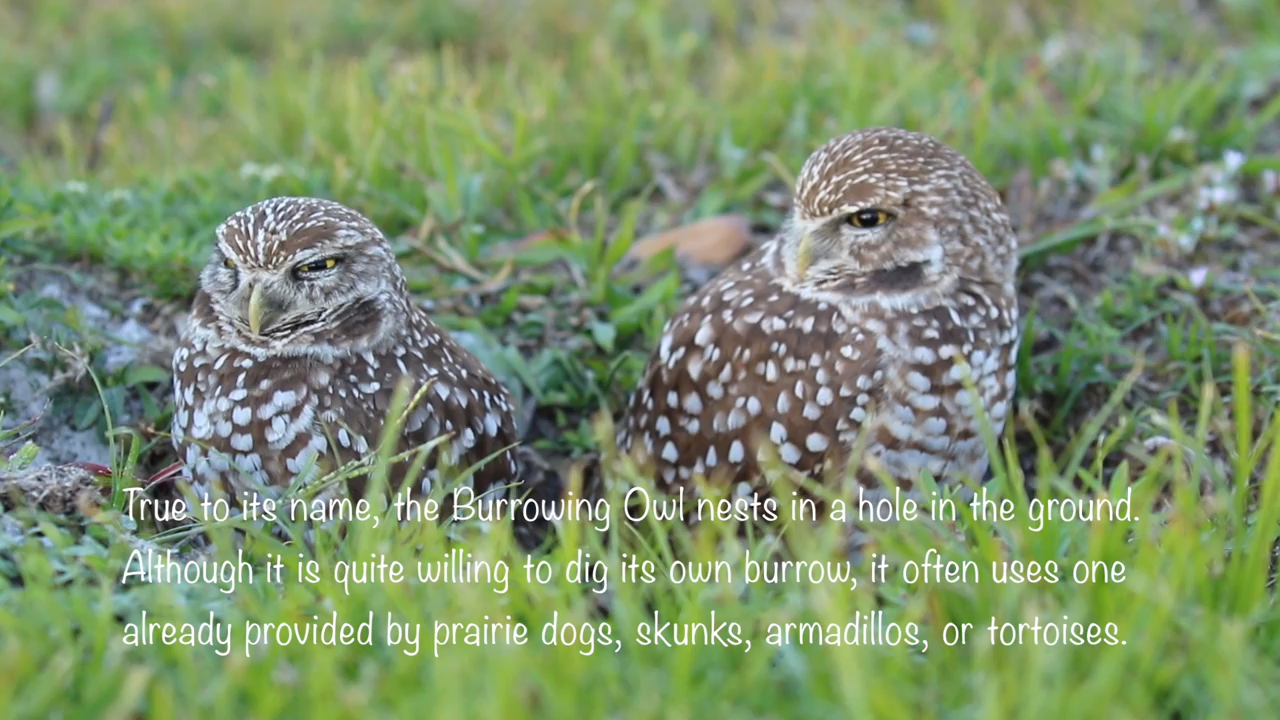 True to its name, the Burrowing Owl nests in a hole in the ground.
Although it is quite willing to dig its own burrow, it often uses one
already provided by prairie dogs, skunks, armadillos, or tortoises.